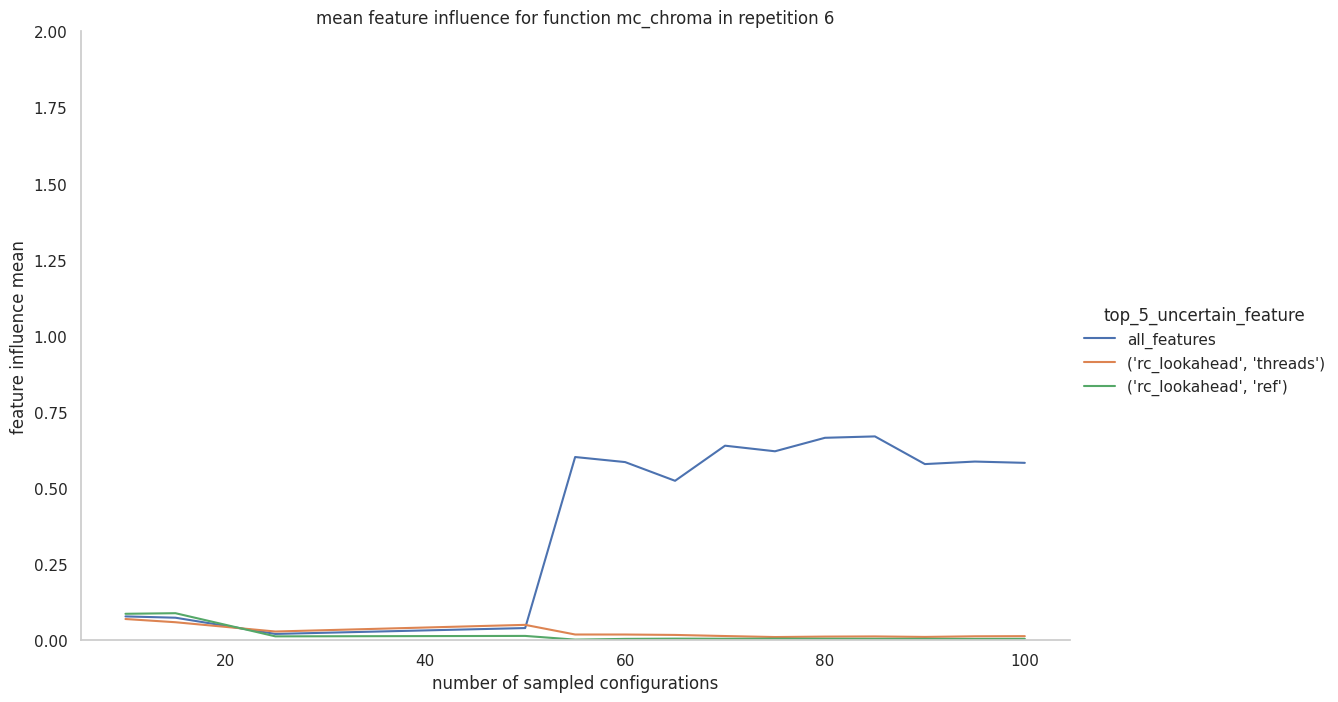 mean feature influence for function mc_chroma in repetition 6
2.00
1.75
1.50
1.25
1.00
0.75
0.50
0.25
0.00
feature influence mean
20 40 60 80 100
number of sampled configurations
top_5_uncertain_feature
all_features
('rc_lookahead', 'threads')
('rc_lookahead', 'ref')